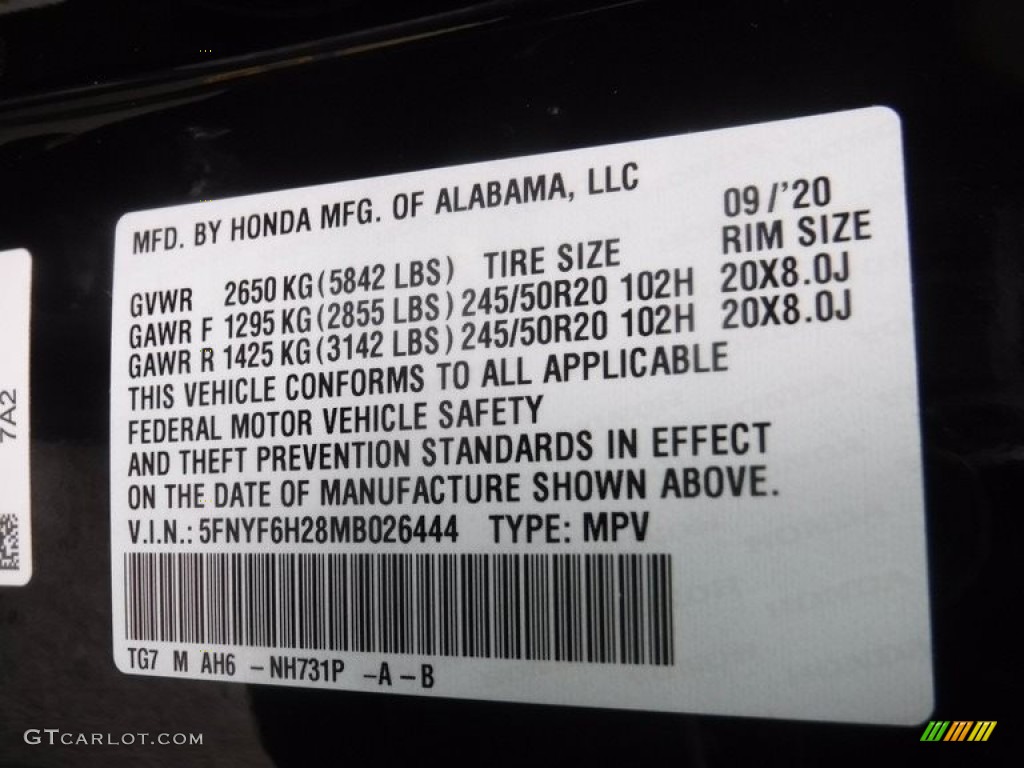 MFD. BY HONDA MFG. OF ALABAMA, LLC 09/'20
GVWR 2650 KG (5842 LBS) TIRE SIZE RIM SIZE
GAWR F 1295 KG (2855 LBS) 245/50R20 102H 20X8.0J
GAWR R 1425 KG (3142 LBS) 245/50R20 102H 20X8.0J
THIS VEHICLE CONFORMS TO ALL APPLICABLE
FEDERAL MOTOR VEHICLE SAFETY
AND THEFT PREVENTION STANDARDS IN EFFECT
ON THE DATE OF MANUFACTURE SHOWN ABOVE.
V.I.N.: 5FNYF6H28MB026444 TYPE: MPV
TG7 M AH6 – NH731P – A – B
7A2
GTCARLOT.COM